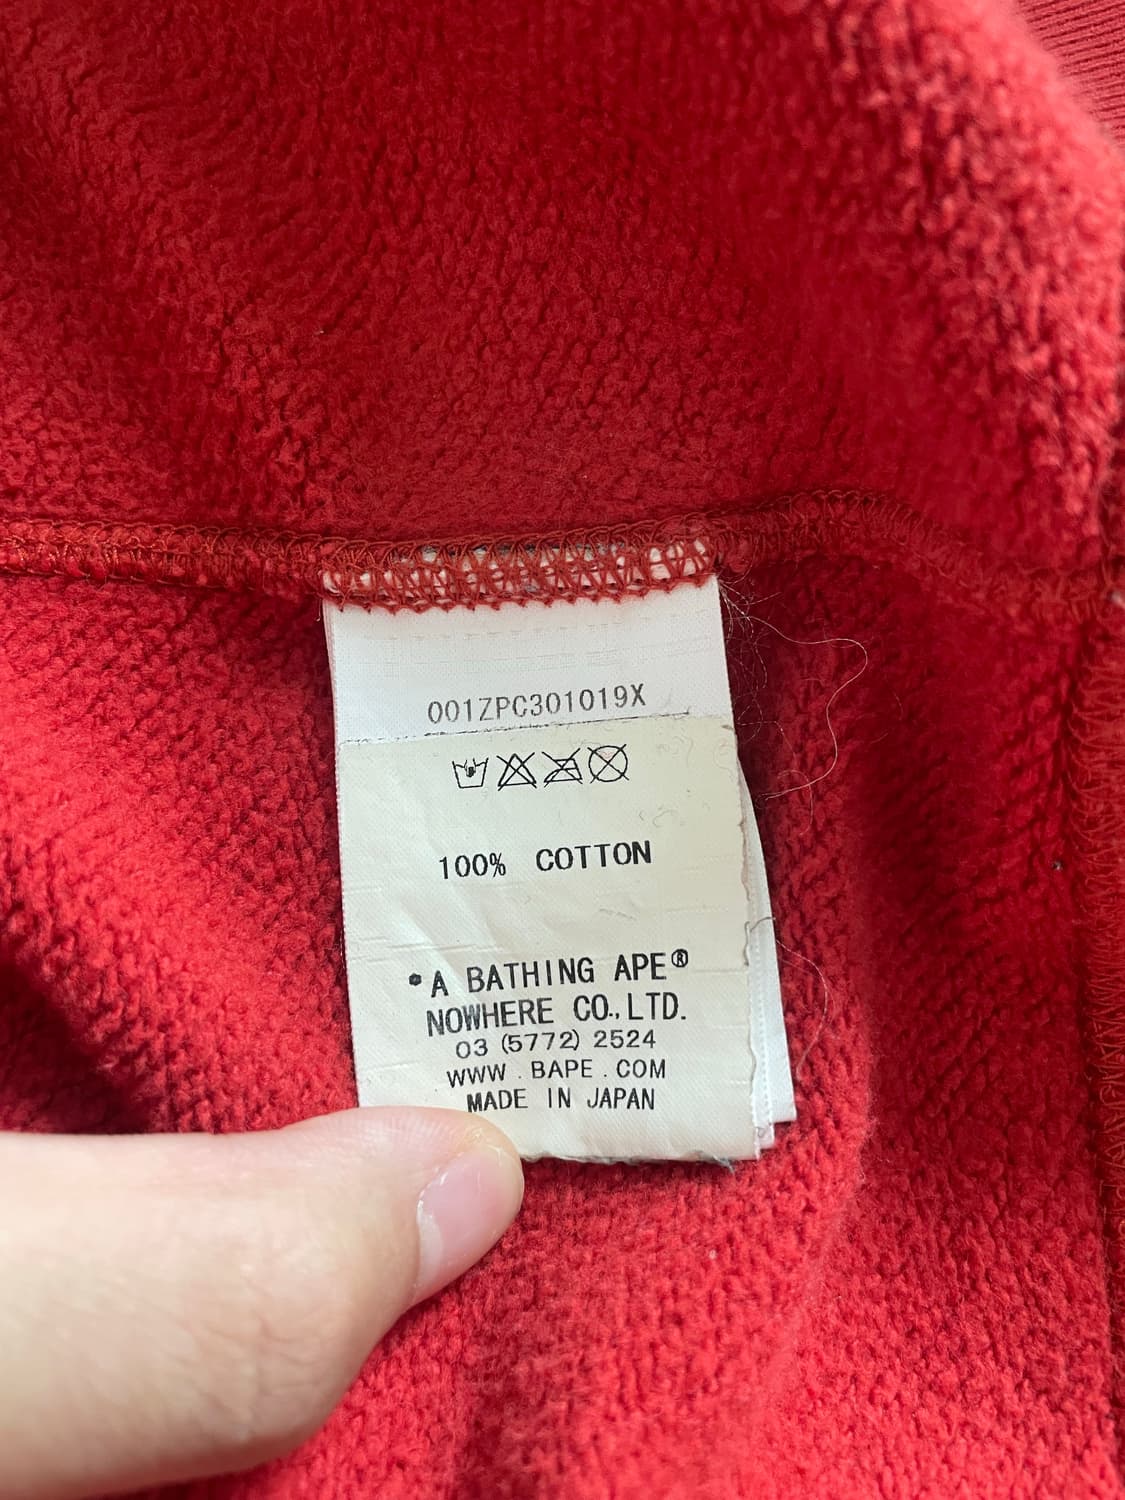 001ZPC301019X
100% COTTON
•A BATHING APE®
NOWHERE CO.,LTD.
03 (5772) 2524
WWW . BAPE . COM
MADE IN JAPAN